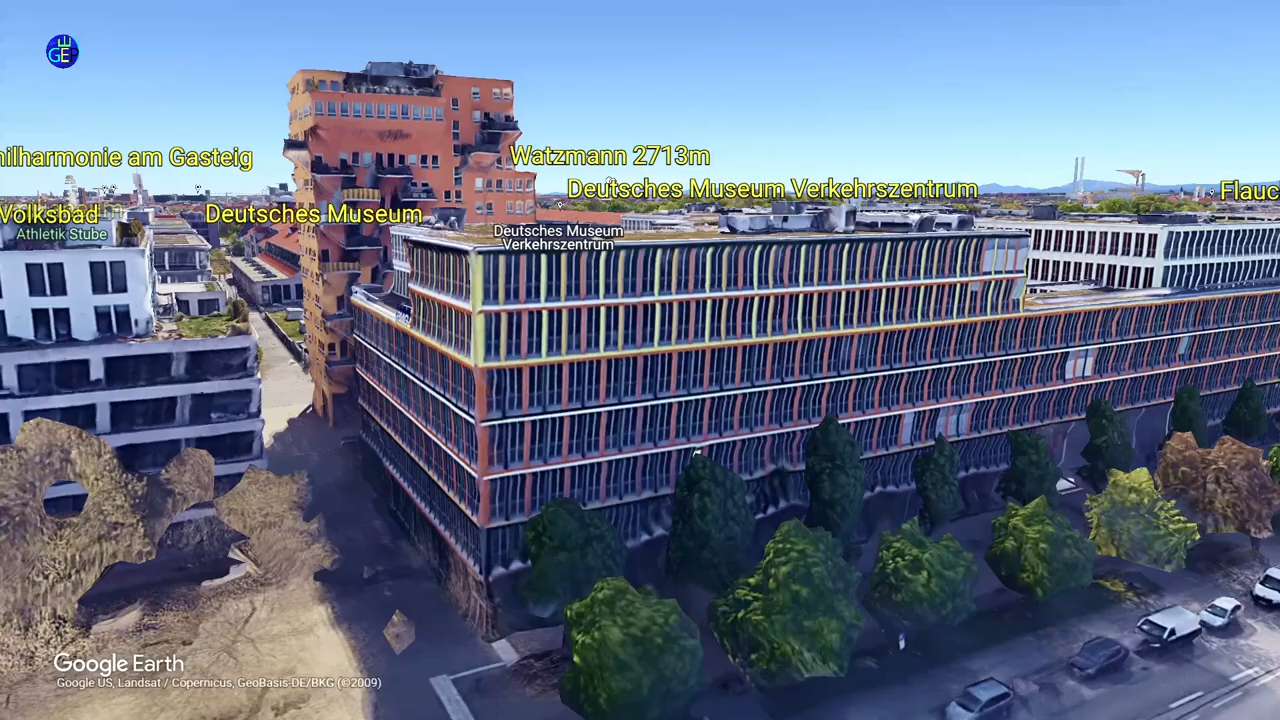 GEP
hilharmonie am Gasteig
Watzmann 2713m
Deutsches Museum Verkehrszentrum
Flauc
Volksbad
Deutsches Museum
Athletik Stube
Deutsches Museum
Verkehrszentrum
Google Earth
Google US, Landsat / Copernicus, GeoBasis-DE/BKG (©2009)